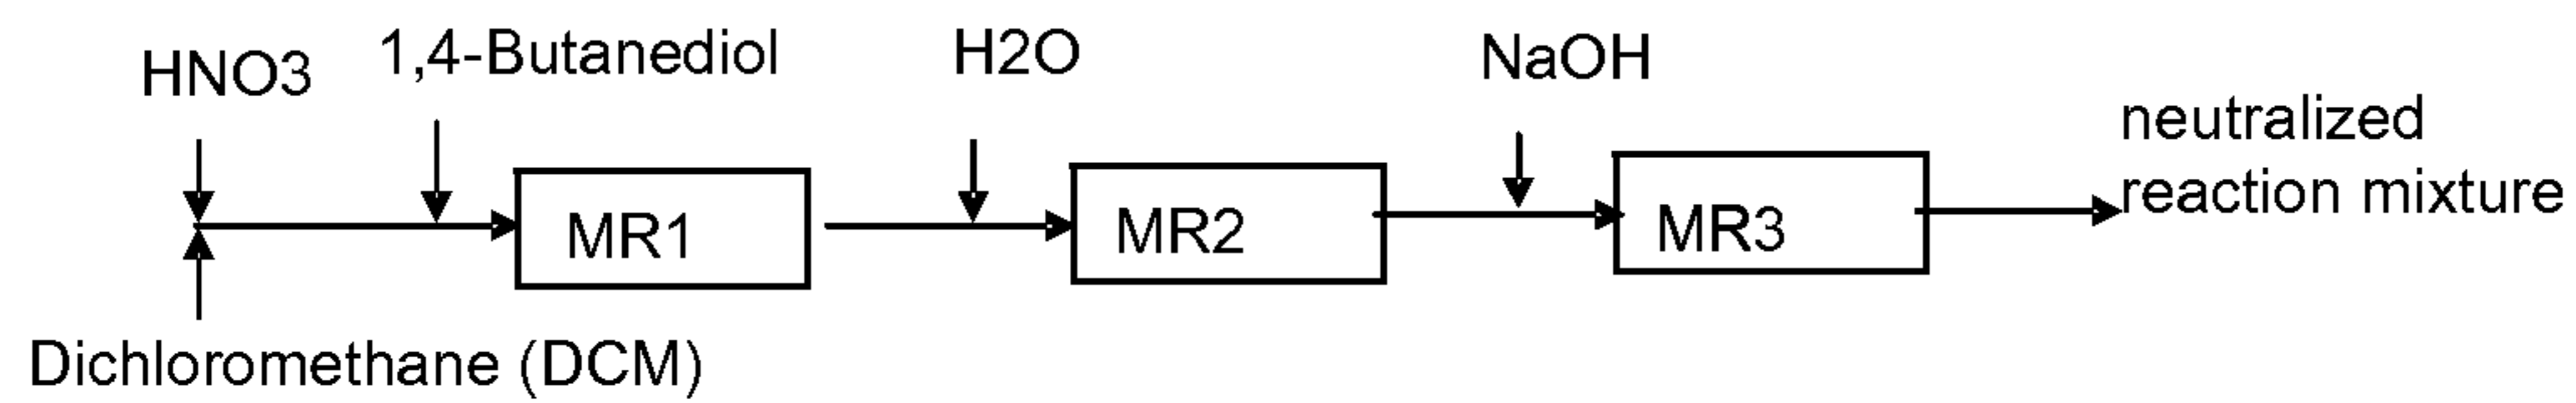 HNO3
1,4-Butanediol
H2O
NaOH
neutralized
reaction mixture
MR1
MR2
MR3
Dichloromethane (DCM)